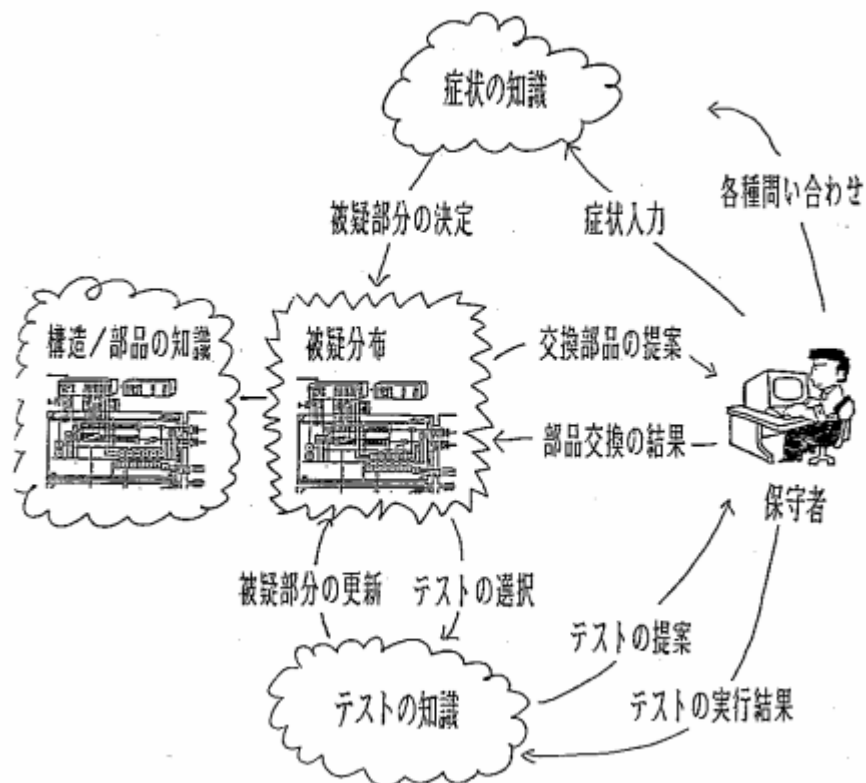 症状の知識
各種問い合わせ
被疑部分の決定
症状入力
構造/部品の知識
被疑分布
交換部品の提案
部品交換の結果
保守者
被疑部分の更新
テストの選択
テストの提案
テストの知識
テストの実行結果